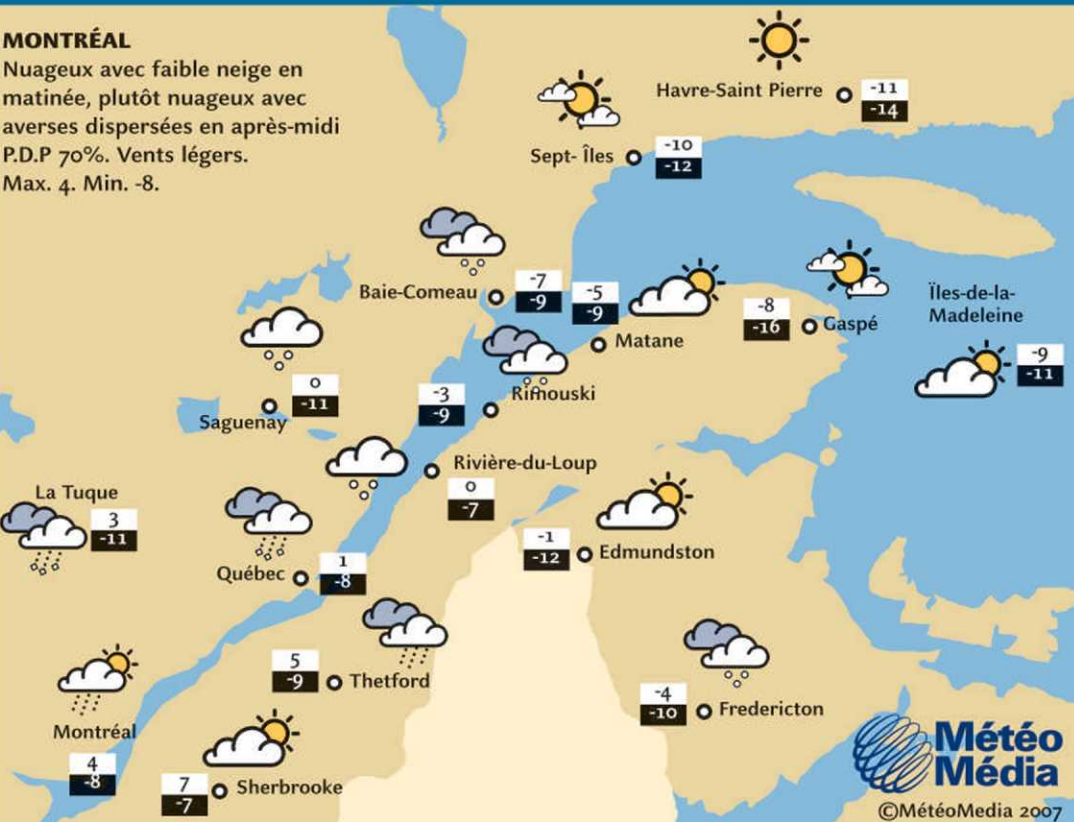 MONTRÉAL
Nuageux avec faible neige en
matinée, plutôt nuageux avec
averses dispersées en après-midi
P.D.P 70%. Vents légers.
Max. 4. Min. -8.
Havre-Saint Pierre
-11
-14
Sept- Îles
-10
-12
Baie-Comeau
-7
-9
-5
-9
Matane
-8
-16
Gaspé
Îles-de-la-
Madeleine
-9
-11
0
-11
Saguenay
-3
-9
Rimouski
Rivière-du-Loup
0
-7
La Tuque
3
-11
Québec
1
-8
-1
-12
Edmundston
5
-9
Thetford
-4
-10
Fredericton
Montréal
4
-8
7
-7
Sherbrooke
Météo
Média
©MétéoMedia 2007